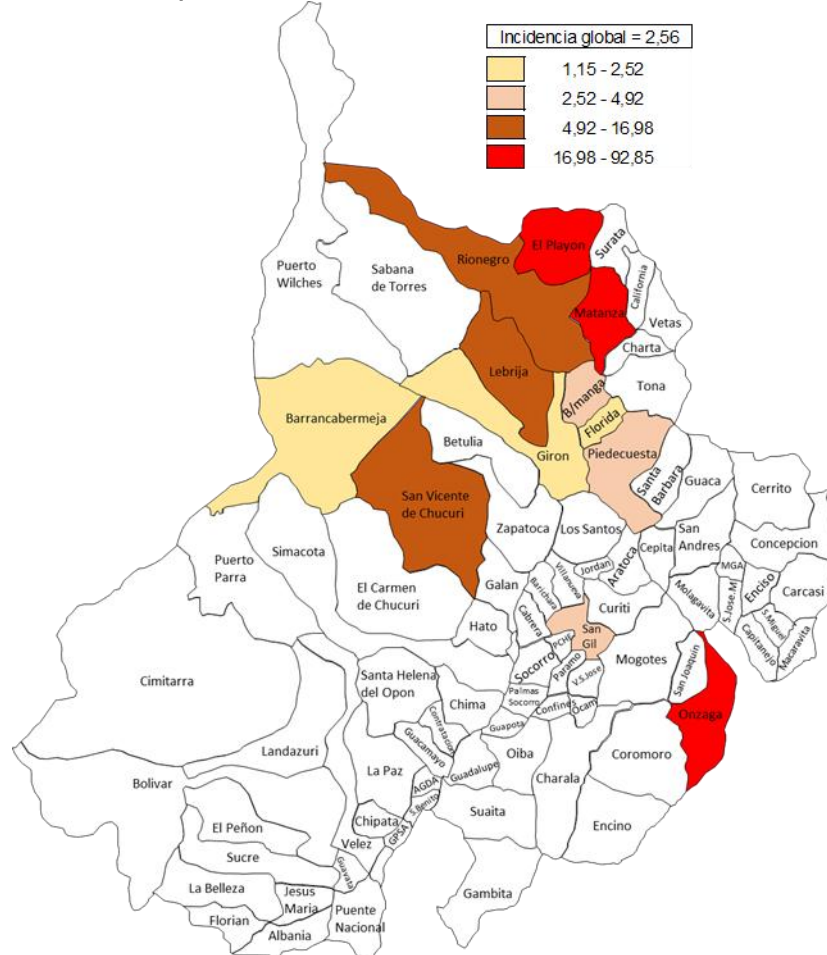 Incidencia global = 2,56
1,15 - 2,52
2,52 - 4,92
4,92 - 16,98
16,98 - 92,85
El Playon
Surata
Rionegro
Puerto
Wilches
Sabana
de Torres
California
Matanza
Vetas
Charta
Lebrija
B/manga
Tona
Barrancabermeja
Florida
Betulia
Giron
Piedecuesta
Santa
Barbara
Guaca
Cerrito
San Vicente
de Chucuri
Zapatoca
Los Santos
San
Andres
Cepita
Concepcion
Simacota
Puerto
Parra
Aratoca
Jordan
MGA
Enciso
El Carmen
de Chucuri
Galan
Villanueva
Barichara
Curiti
Molagavita
S.Jose.MI
Carcasi
Cabrera
Hato
San
Gil
S.Miguel
Capitanejo
Macaravita
PCHE
Socorro
Paramo
Mogotes
San Joaquin
Cimitarra
Santa Helena
del Opon
V.S.Jose
Chima
Palmas
Socorro
Confines
Ocam
Onzaga
Contratacion
Guapota
Guacamayo
Landazuri
Oiba
Coromoro
La Paz
Guadalupe
Charala
Bolivar
AGDA
S.Benito
Suaita
Chipata
El Peñon
GPSA
Encino
Velez
Sucre
Guavata
La Belleza
Jesus
Maria
Gambita
Florian
Puente
Nacional
Albania